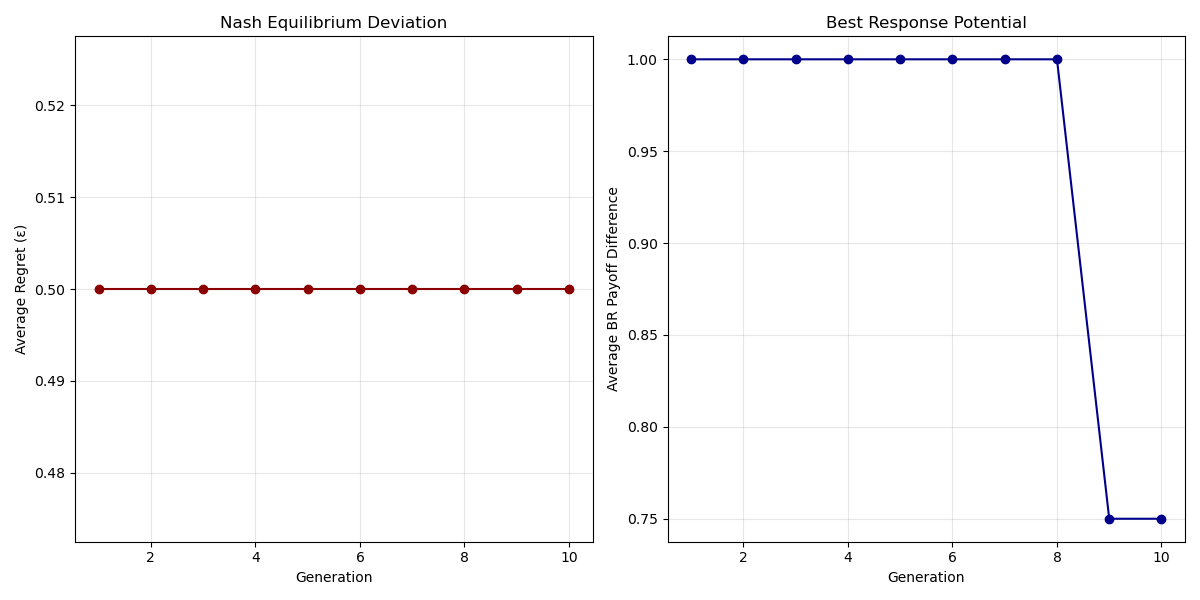 Nash Equilibrium Deviation
Average Regret (ε)
0.52
0.51
0.50
0.49
0.48
2 4 6 8 10
Generation
Best Response Potential
Average BR Payoff Difference
1.00
0.95
0.90
0.85
0.80
0.75
2 4 6 8 10
Generation